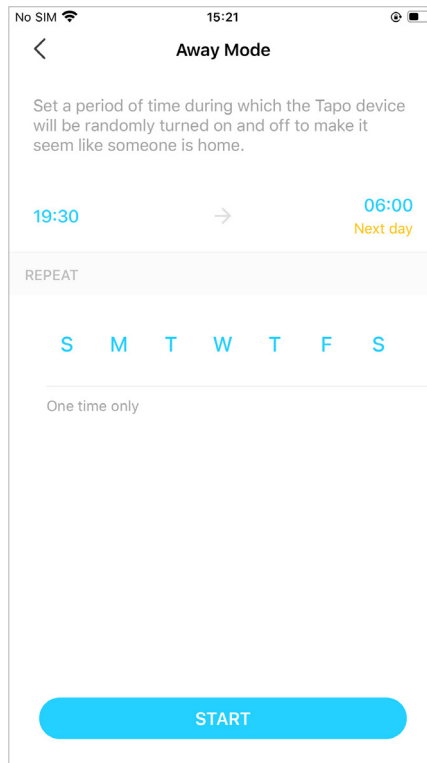 No SIM 15:21
Away Mode
Set a period of time during which the Tapo device
will be randomly turned on and off to make it
seem like someone is home.
19:30 → 06:00
Next day
REPEAT
S M T W T F S
One time only
START